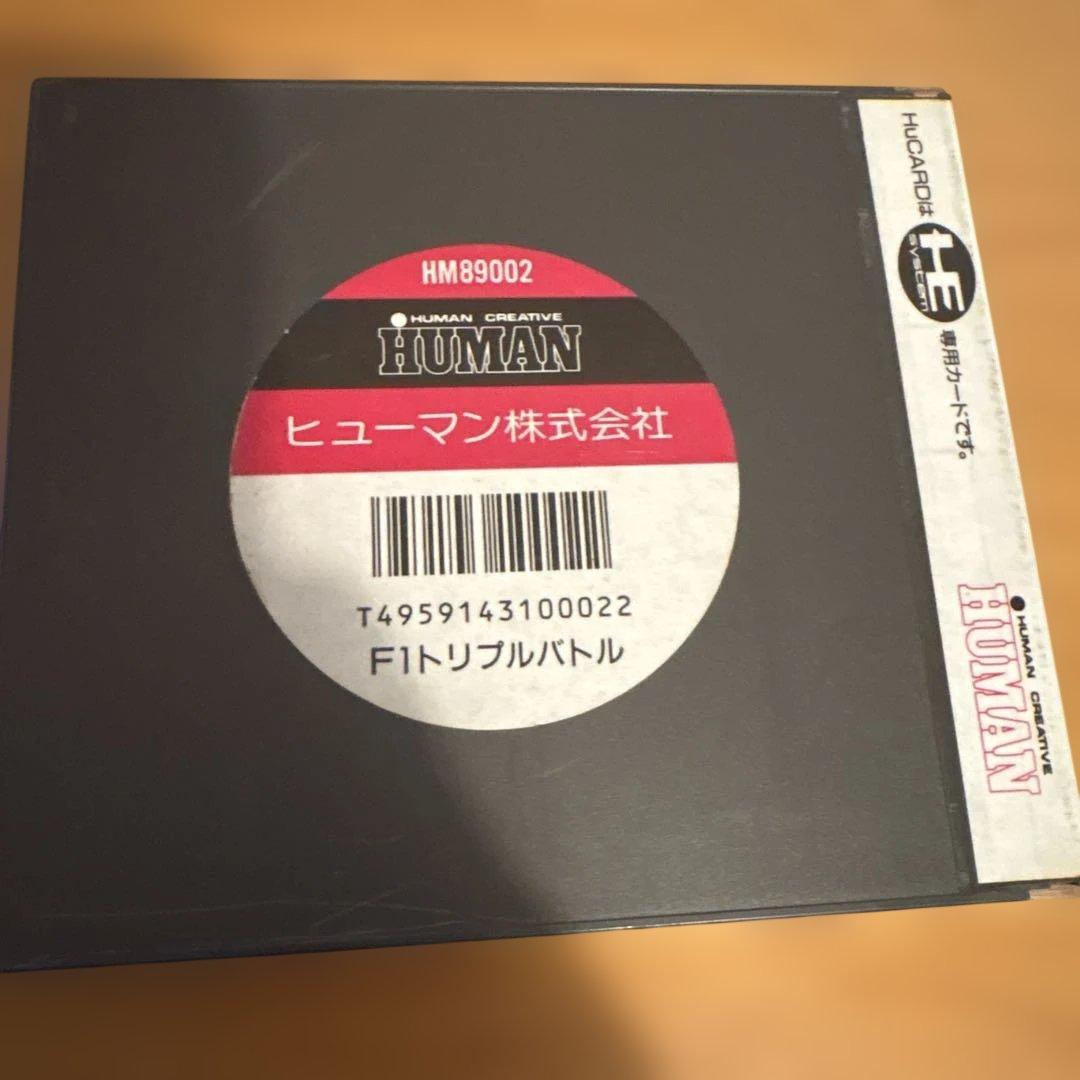 HM89002
HUMAN CREATIVE
HUMAN
ヒューマン株式会社
T4959143100022
F1トリプルバトル
HuCARDは HE system 専用カードです。
HUMAN CREATIVE
HUMAN